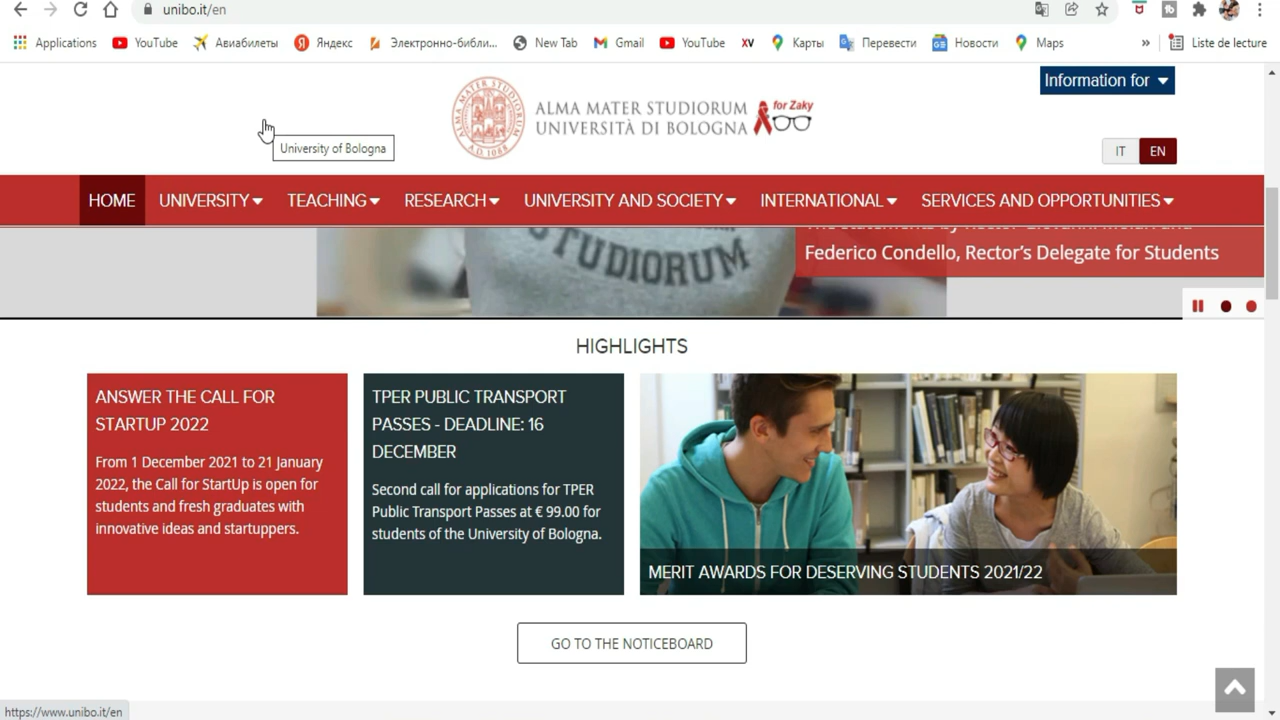 unibo.it/en
Applications YouTube Авиабилеты Яндекс Электронно-библи... New Tab Gmail YouTube XV Карты Перевести Новости Maps » Liste de lecture
Information for
ALMA MATER STUDIORUM
UNIVERSITÀ DI BOLOGNA
for Zaky
ALMA MATER STUDIORUM
A.D. 1088
University of Bologna
IT EN
HOME UNIVERSITY TEACHING RESEARCH UNIVERSITY AND SOCIETY INTERNATIONAL SERVICES AND OPPORTUNITIES
STUDIORUM
Federico Condello, Rector's Delegate for Students
HIGHLIGHTS
ANSWER THE CALL FOR
STARTUP 2022
From 1 December 2021 to 21 January
2022, the Call for StartUp is open for
students and fresh graduates with
innovative ideas and startuppers.
TPER PUBLIC TRANSPORT
PASSES - DEADLINE: 16
DECEMBER
Second call for applications for TPER
Public Transport Passes at € 99.00 for
students of the University of Bologna.
MERIT AWARDS FOR DESERVING STUDENTS 2021/22
GO TO THE NOTICEBOARD
https://www.unibo.it/en